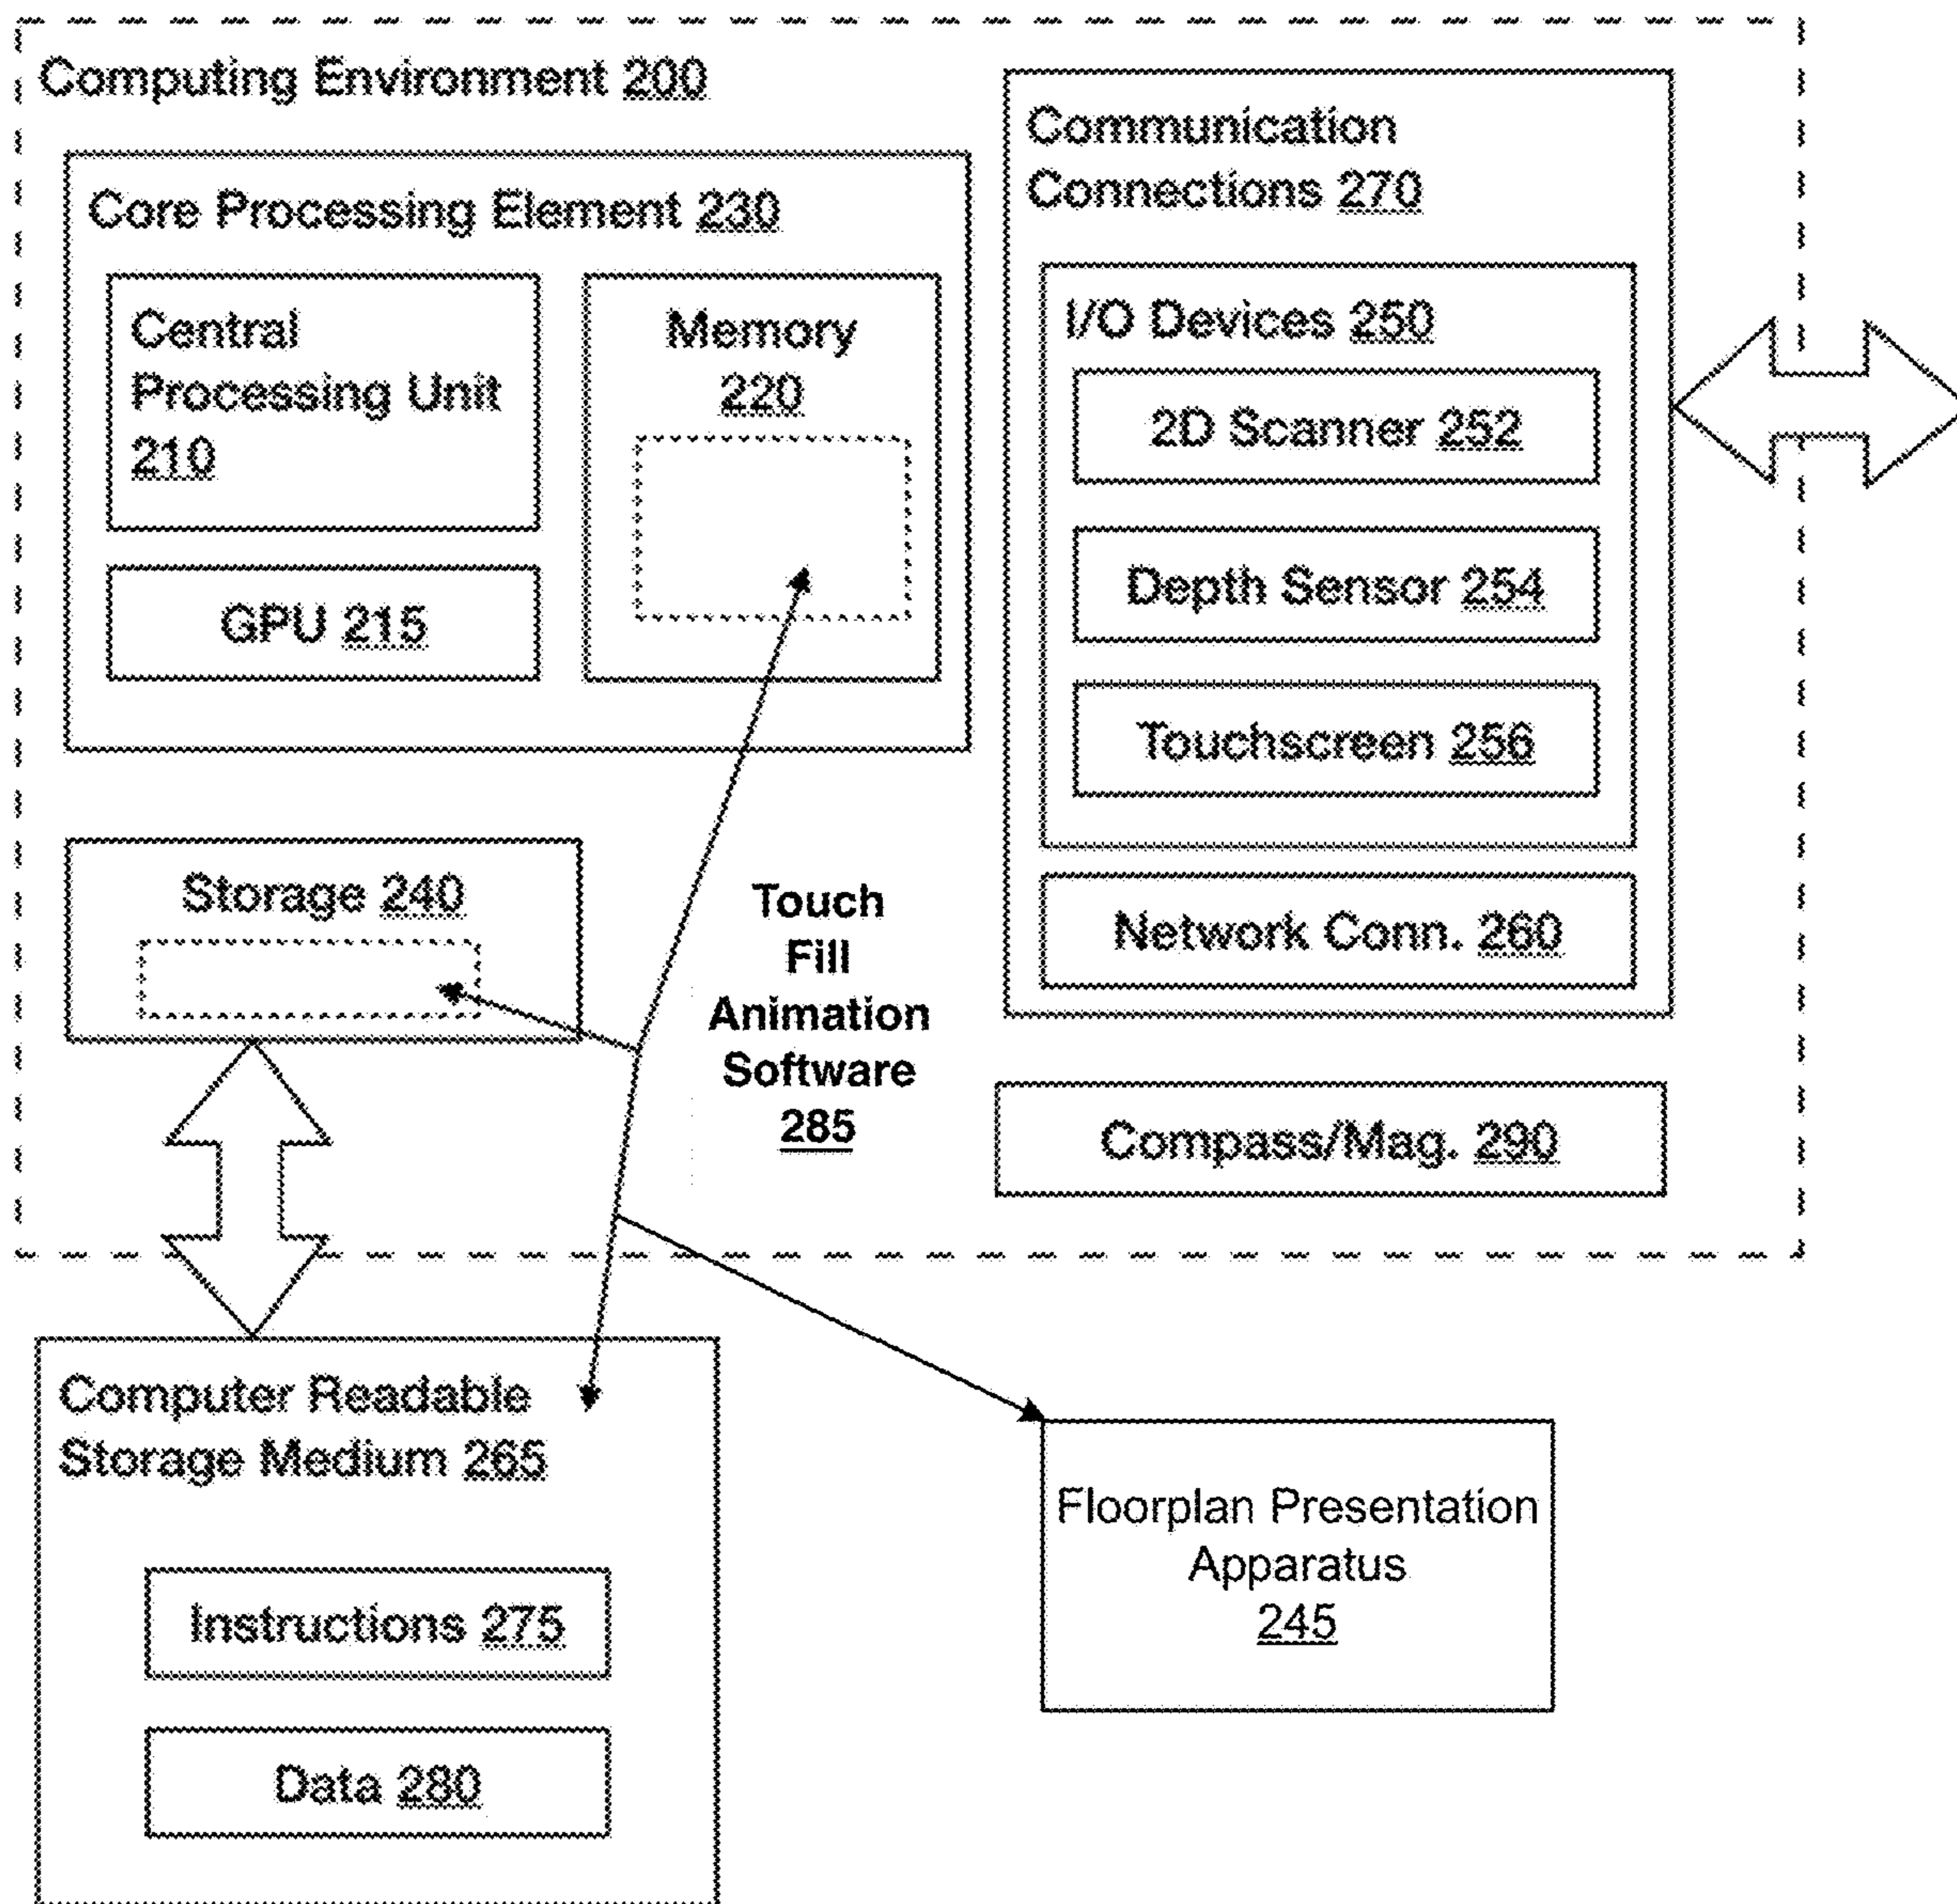 Computing Environment 200
Core Processing Element 230
Central
Processing Unit
210
GPU 215
Memory
220
Communication
Connections 270
I/O Devices 250
2D Scanner 252
Depth Sensor 254
Touchscreen 256
Network Conn. 260
Storage 240
Touch
Fill
Animation
Software
285
Compass/Mag. 290
Computer Readable
Storage Medium 265
Instructions 275
Data 280
Floorplan Presentation
Apparatus
245